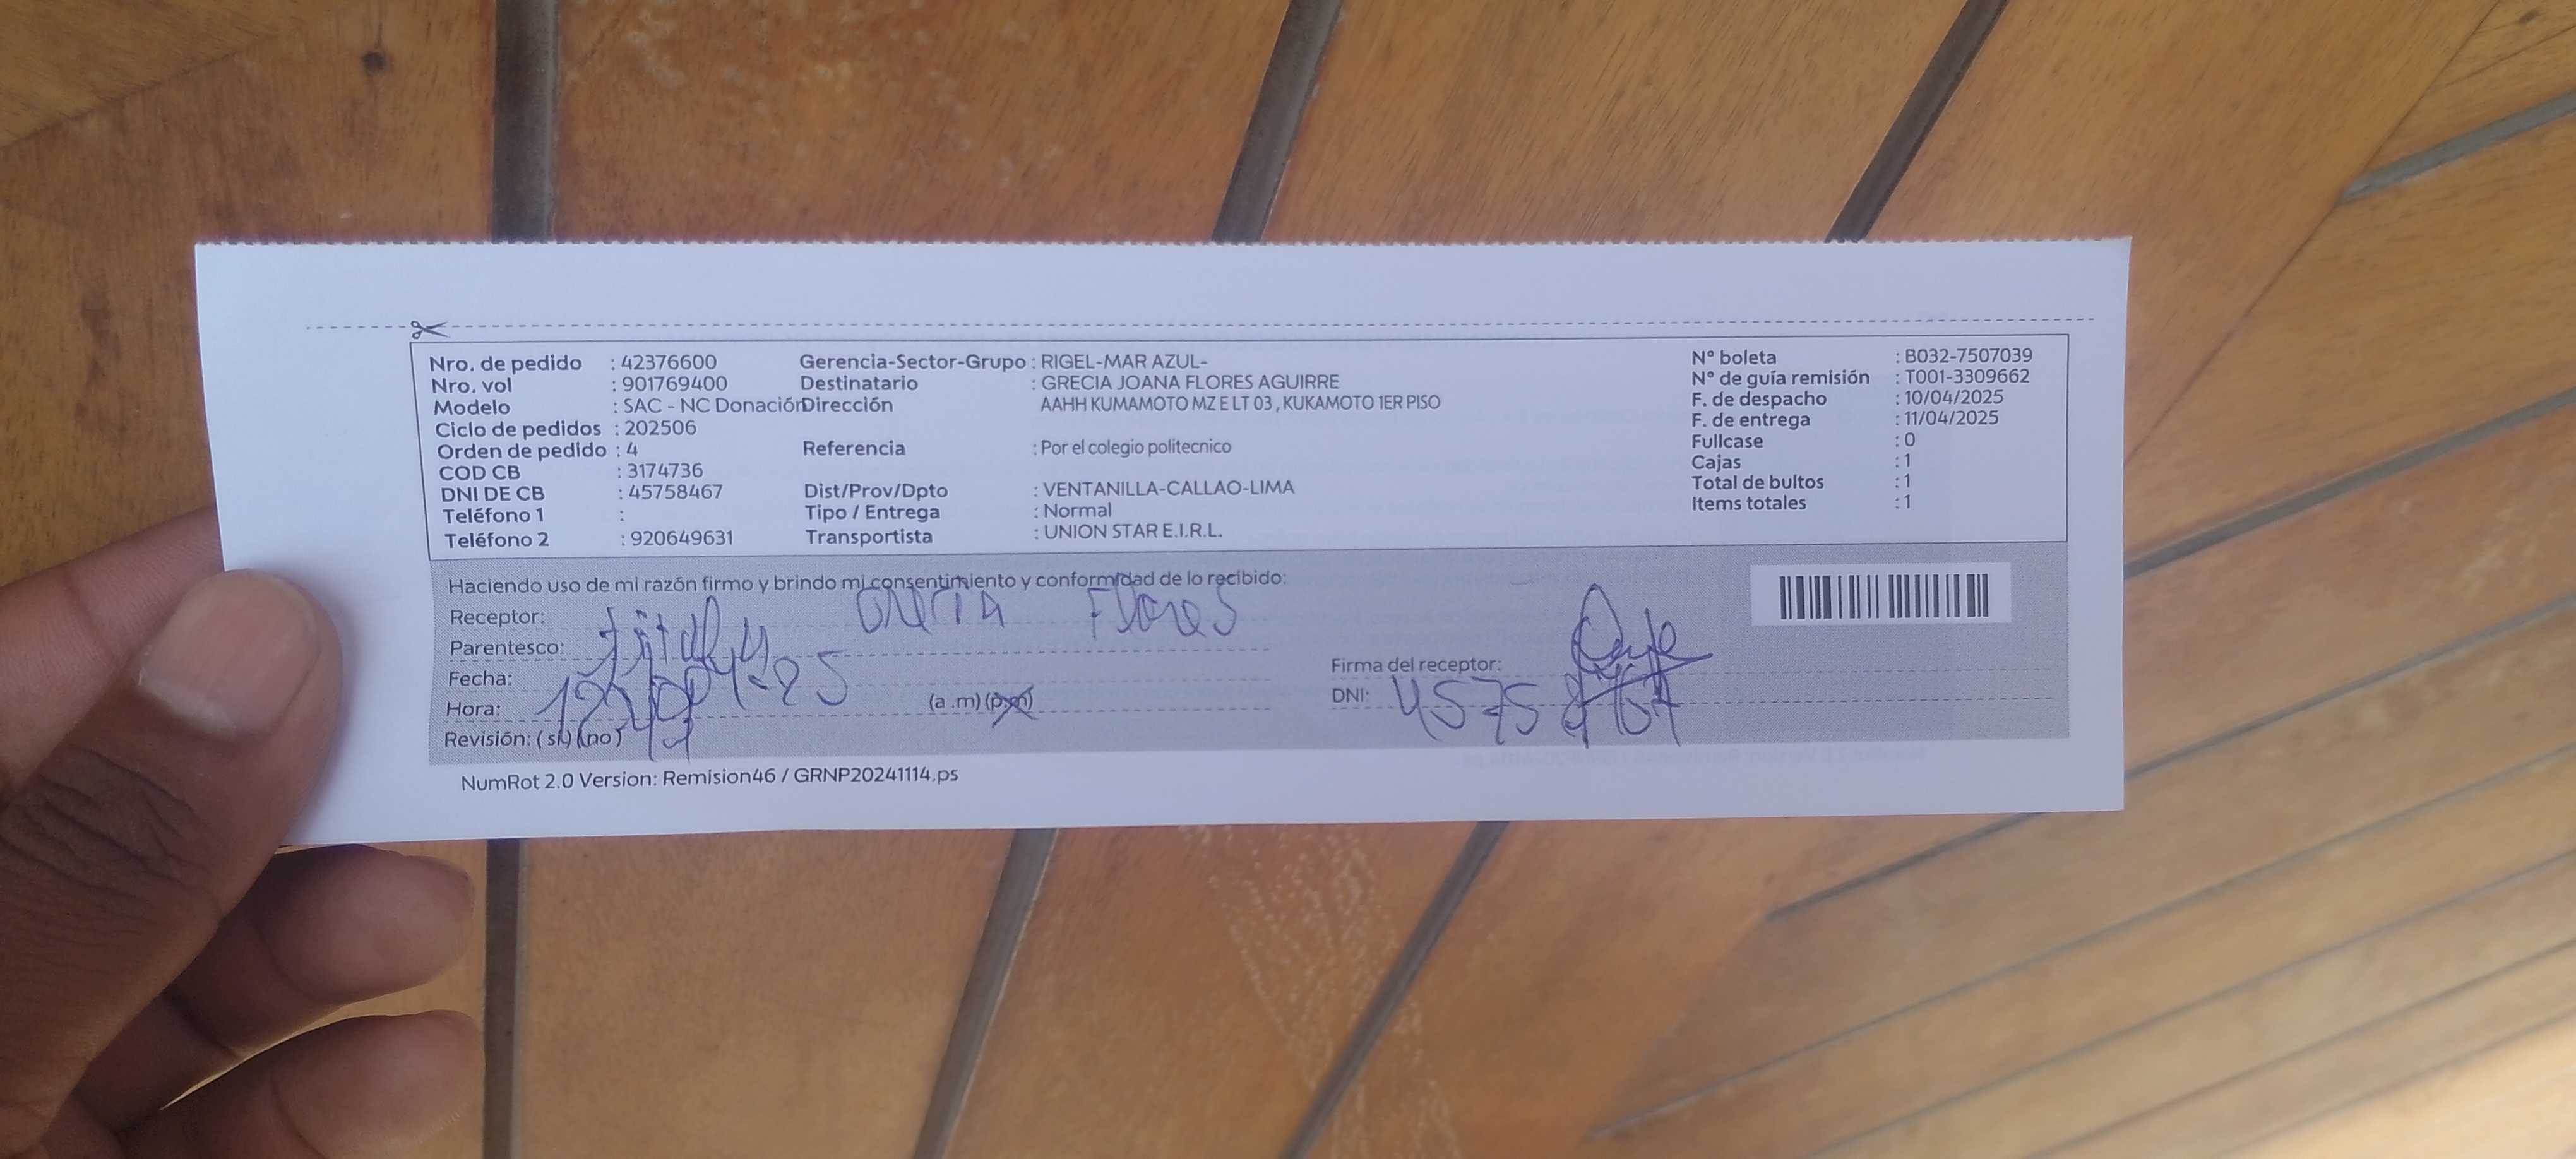 Nro. de pedido : 42376600
Nro. vol : 901769400
Modelo : SAC - NC Donación
Ciclo de pedidos : 202506
Orden de pedido : 4
COD CB : 3174736
DNI DE CB : 45758467
Teléfono 1 :
Teléfono 2 : 920649631
Gerencia-Sector-Grupo : RIGEL-MAR AZUL-
Destinatario : GRECIA JOANA FLORES AGUIRRE
Dirección AAHH KUMAMOTO MZ E LT 03 , KUKAMOTO 1ER PISO
Referencia : Por el colegio politecnico
Dist/Prov/Dpto : VENTANILLA-CALLAO-LIMA
Tipo / Entrega : Normal
Transportista : UNION STAR E.I.R.L.
N° boleta : B032-7507039
N° de guía remisión : T001-3309662
F. de despacho : 10/04/2025
F. de entrega : 11/04/2025
Fullcase : 0
Cajas : 1
Total de bultos : 1
Items totales : 1
Haciendo uso de mi razón firmo y brindo mi consentimiento y conformidad de lo recibido:
Receptor: Grecia Flores
Parentesco:
Fecha:
Hora: (a .m) (p.m)
Revisión: ( si ) ( no )
Firma del receptor:
DNI:
NumRot 2.0 Version: Remision46 / GRNP20241114.ps